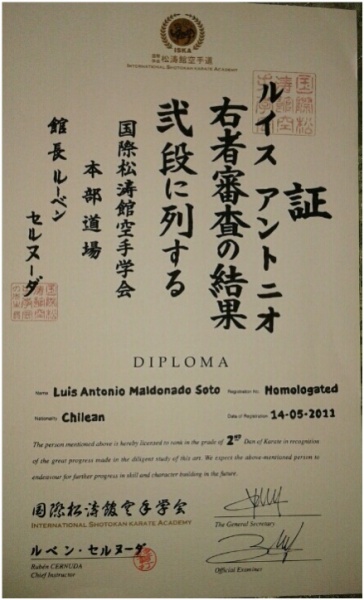 ISKA
国際
松涛館空手道
INTERNATIONAL SHOTOKAN KARATE ACADEMY
証
ルイス アントニオ
右者審査の結果
弐段に列する
国際松涛館空手学会
本部道場
館長 ルーベン
セルヌーダ
DIPLOMA
Name Luis Antonio Maldonado Soto Registration No. Homologated
Nationality Chilean Date of Registration 14-05-2011
The person mentioned above is hereby licensed to rank in the grade of 2nd Dan of Karate in recognition
of the great progress made in the diligent study of this art. We expect the above-mentioned person to
endeavour for further progress in skill and character building in the future.
国際松涛館空手学会
INTERNATIONAL SHOTOKAN KARATE ACADEMY
The General Secretary
ルベン・セルヌーダ
Rubén CERNUDA
Chief Instructor
Official Examiner